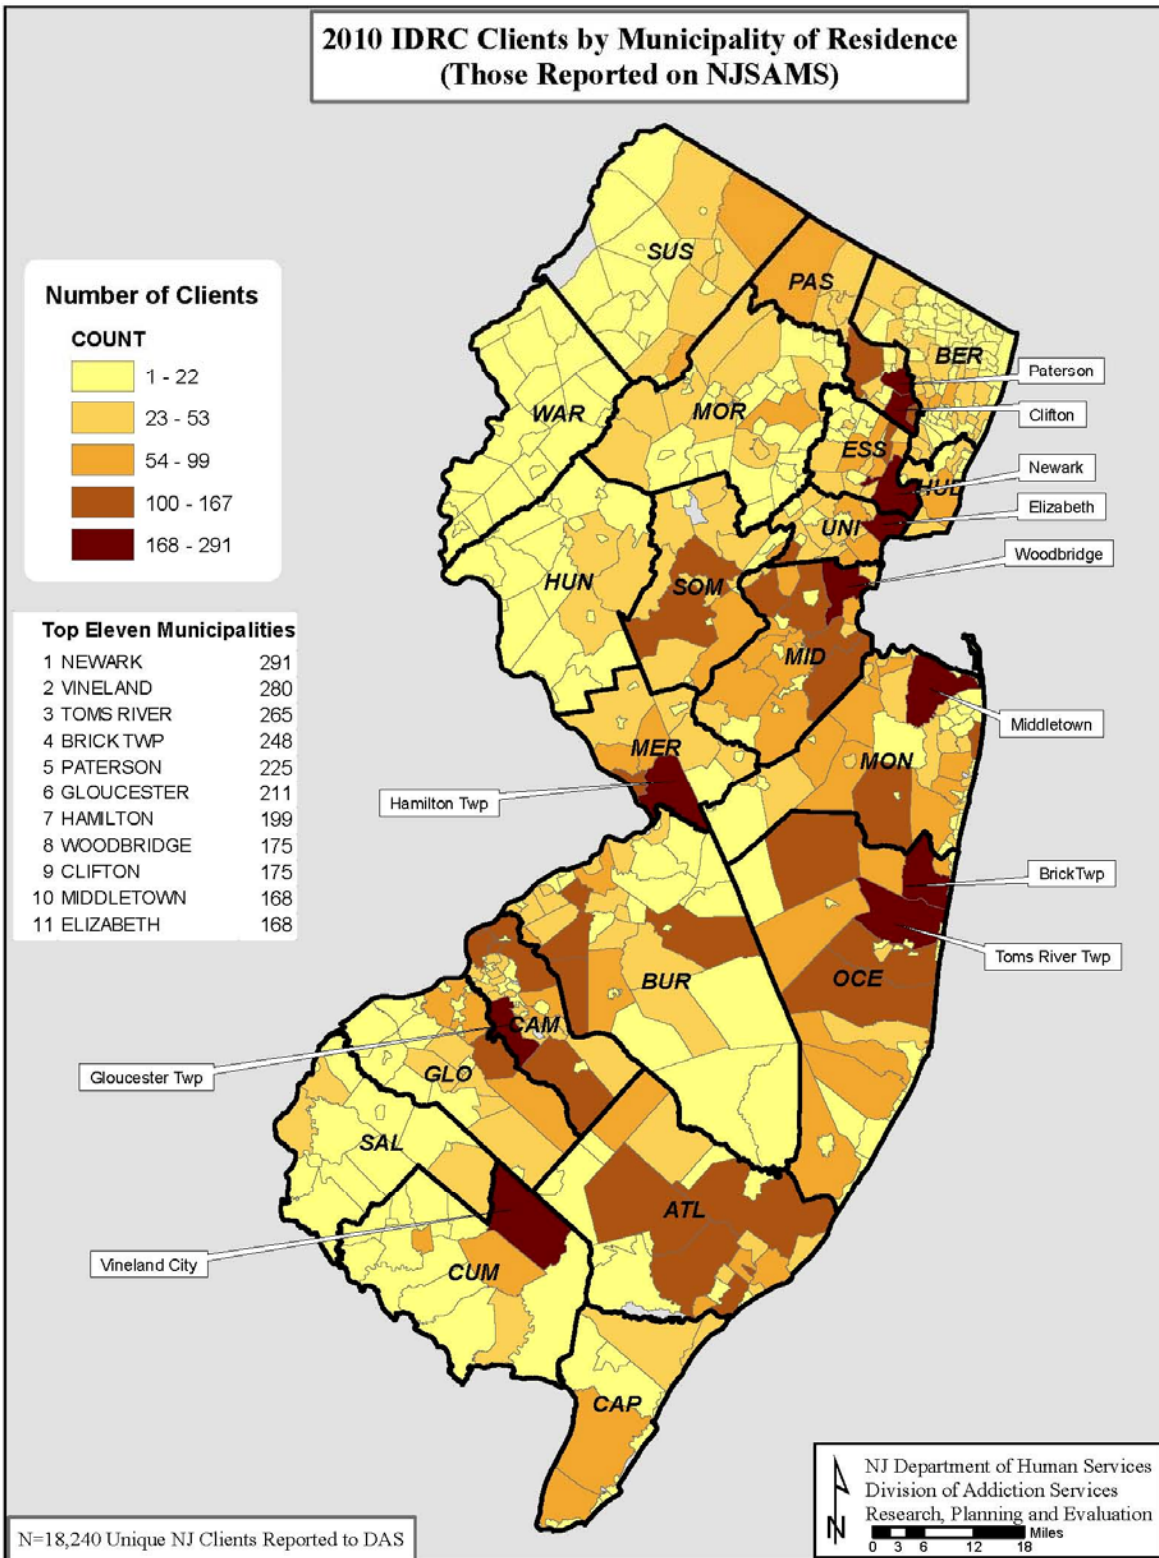 2010 IDRC Clients by Municipality of Residence
(Those Reported on NJSAMS)
Number of Clients
COUNT
1 - 22
23 - 53
54 - 99
100 - 167
168 - 291
Top Eleven Municipalities
1 NEWARK 291
2 VINELAND 280
3 TOMS RIVER 265
4 BRICK TWP 248
5 PATERSON 225
6 GLOUCESTER 211
7 HAMILTON 199
8 WOODBRIDGE 175
9 CLIFTON 175
10 MIDDLETOWN 168
11 ELIZABETH 168
SUS
PAS
BER
WAR
MOR
ESS
HUD
UNI
HUN
SOM
MID
MER
MON
BUR
OCE
CAM
GLO
SAL
ATL
CUM
CAP
Paterson
Clifton
Newark
Elizabeth
Woodbridge
Middletown
Hamilton Twp
Brick Twp
Toms River Twp
Gloucester Twp
Vineland City
N=18,240 Unique NJ Clients Reported to DAS
N
NJ Department of Human Services
Division of Addiction Services
Research, Planning and Evaluation
Miles
0 3 6 12 18